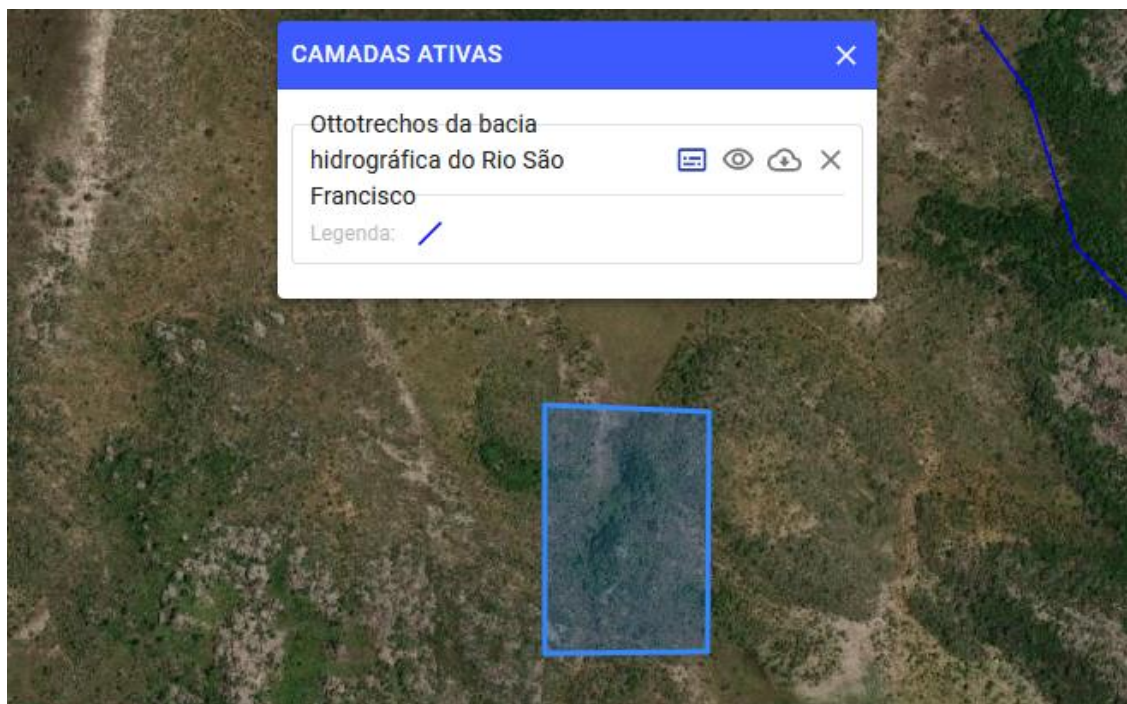 CAMADAS ATIVAS
Ottotrechos da bacia
hidrográfica do Rio São
Francisco
Legenda: